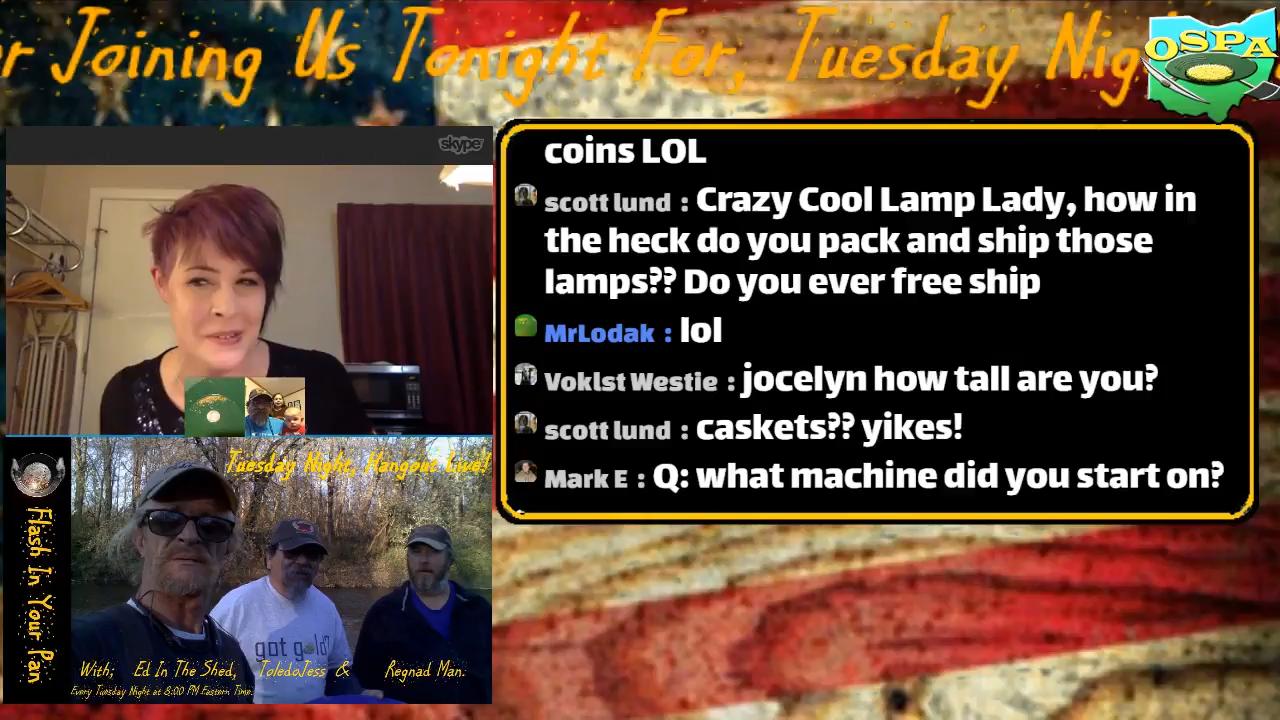 r Joining Us Tonight For, Tuesday Nig
OSPA
skype
coins LOL
scott lund : Crazy Cool Lamp Lady, how in
the heck do you pack and ship those
lamps?? Do you ever free ship
MrLodak : lol
Voklst Westie : jocelyn how tall are you?
scott lund : caskets?? yikes!
Mark E : Q: what machine did you start on?
Tuesday Night, Hangout Live!
Flash In Your Pan
got gold?
With; Ed In The Shed, ToledoJess & Regnad Man.
Every Tuesday Night at 8:00 PM Eastern Time.